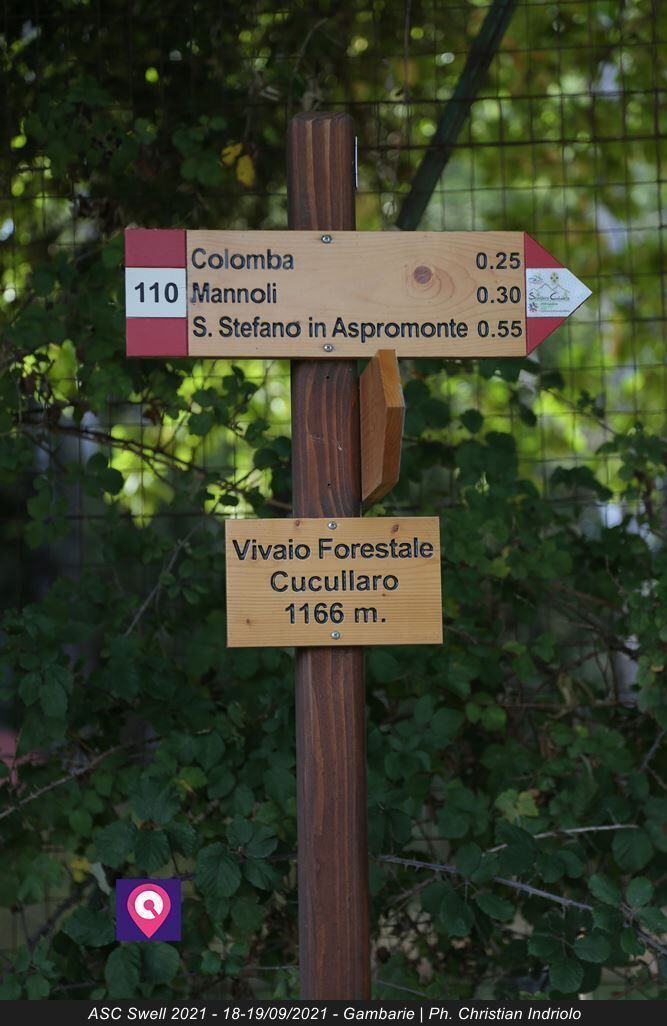 110
Colomba 0.25
Mannoli 0.30
S. Stefano in Aspromonte 0.55
Vivaio Forestale
Cucullaro
1166 m.
ASC Swell 2021 - 18-19/09/2021 - Gambarie | Ph. Christian Indriolo